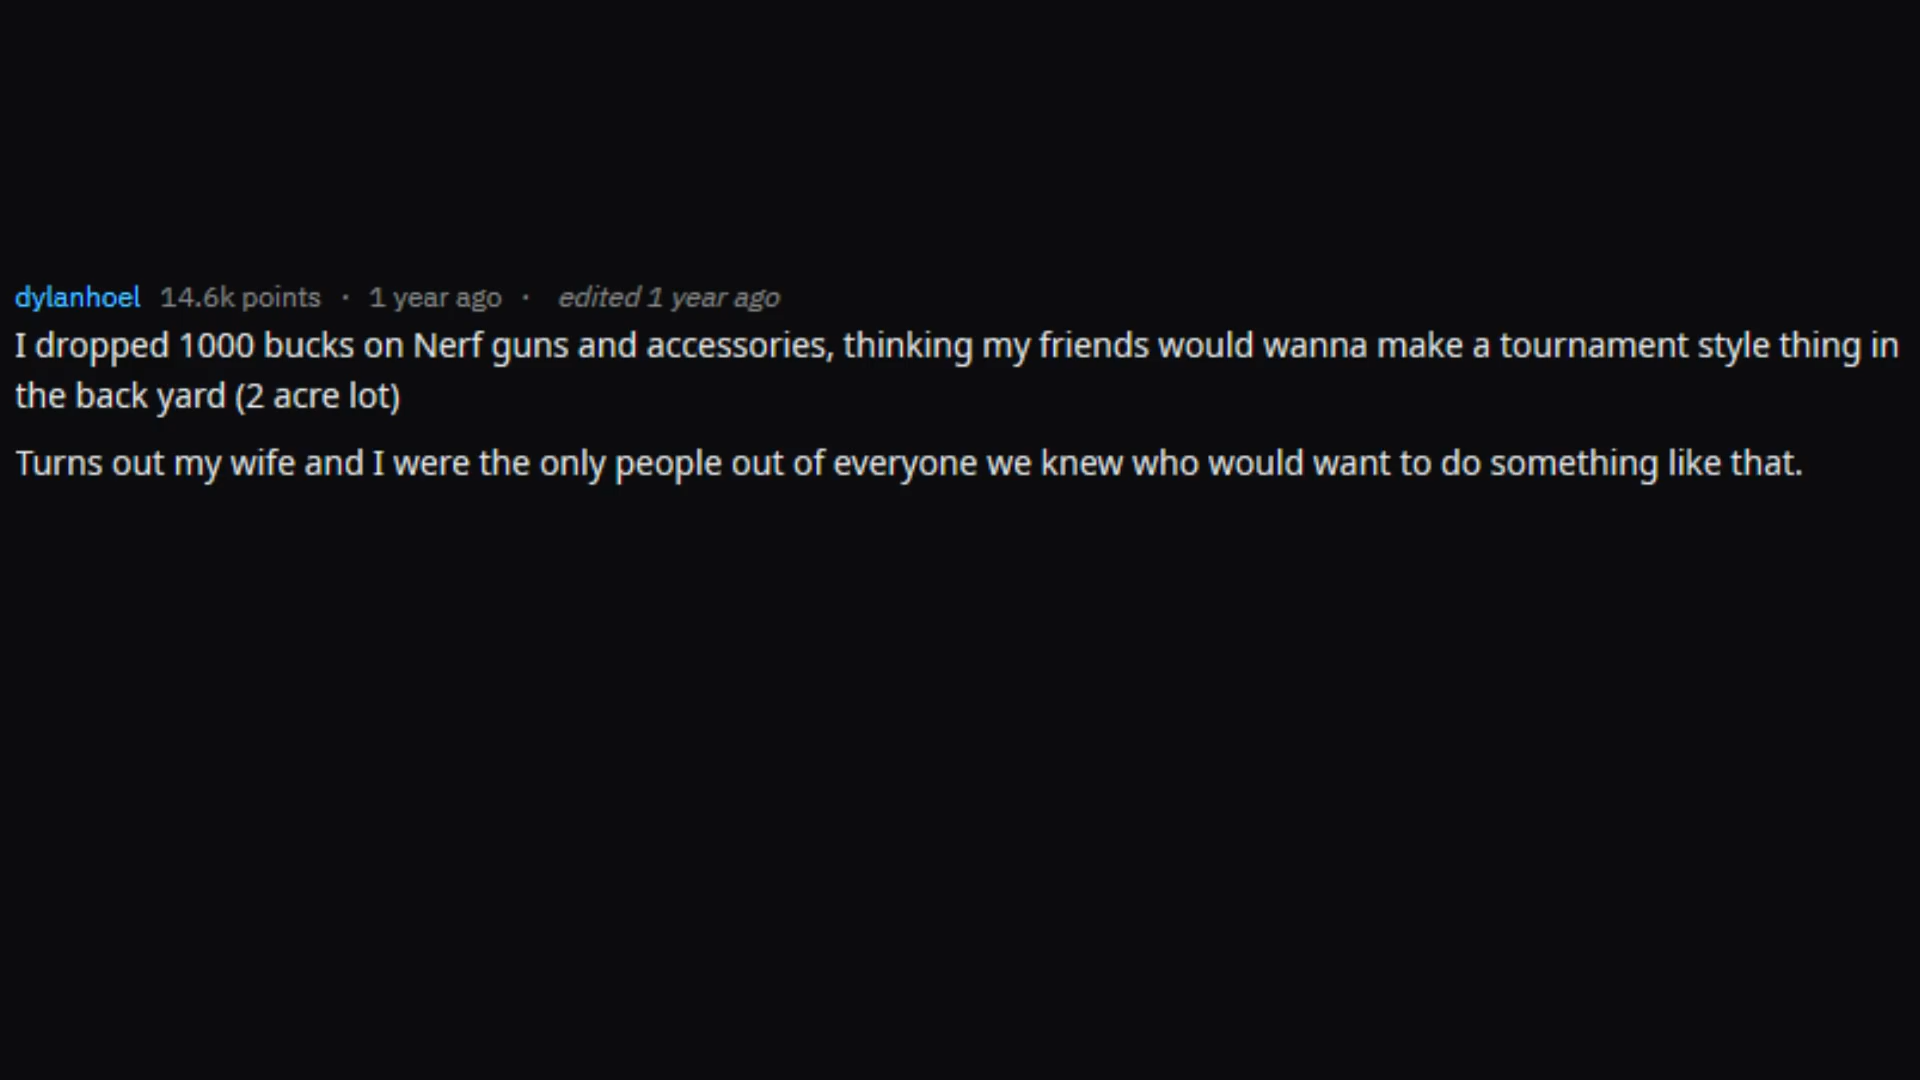 dylanhoel 14.6k points · 1 year ago · edited 1 year ago
I dropped 1000 bucks on Nerf guns and accessories, thinking my friends would wanna make a tournament style thing in
the back yard (2 acre lot)
Turns out my wife and I were the only people out of everyone we knew who would want to do something like that.